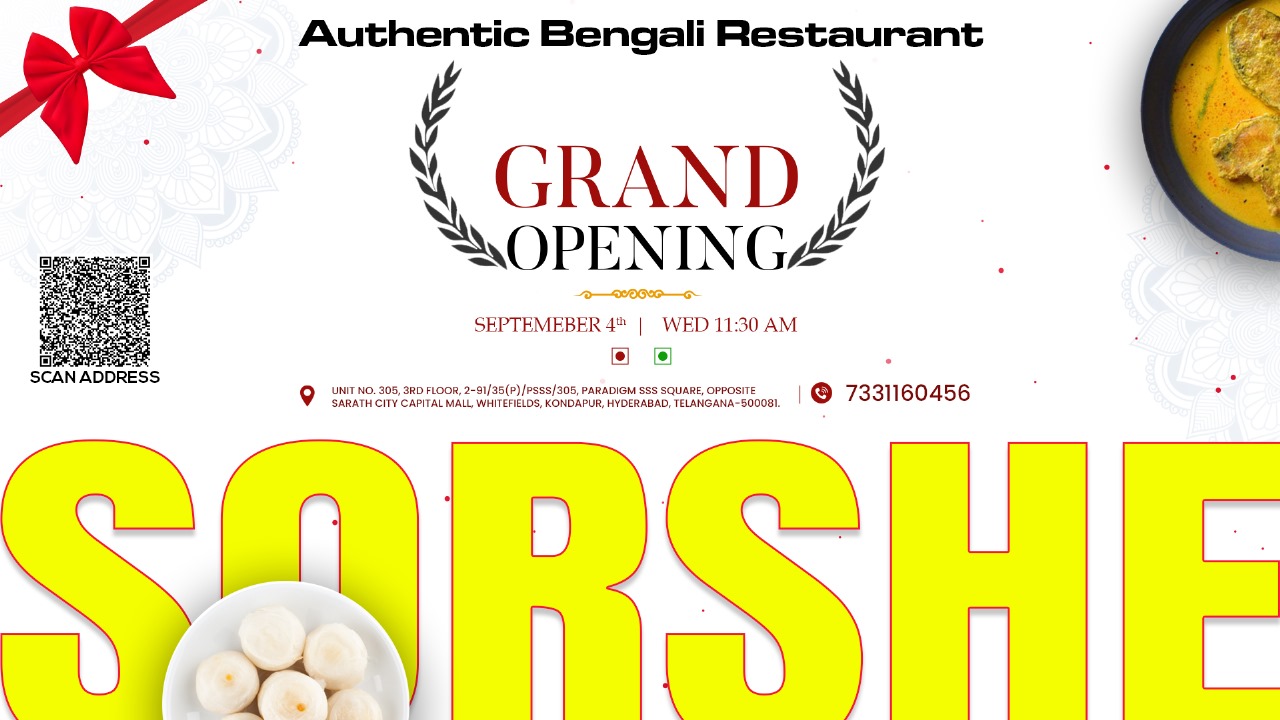 Authentic Bengali Restaurant
GRAND
OPENING
SEPTEMEBER 4th | WED 11:30 AM
SCAN ADDRESS
UNIT NO. 305, 3RD FLOOR, 2-91/35(P)/PSSS/305, PARADIGM SSS SQUARE, OPPOSITE
SARATH CITY CAPITAL MALL, WHITEFIELDS, KONDAPUR, HYDERABAD, TELANGANA-500081.
7331160456
SORSHE